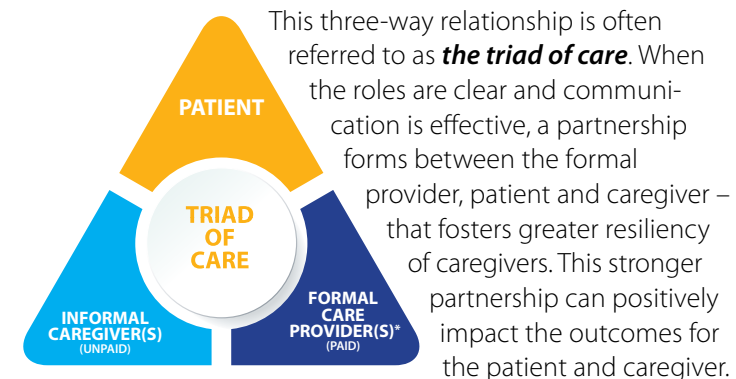 This three-way relationship is often
referred to as the triad of care. When
the roles are clear and communi-
cation is effective, a partnership
forms between the formal
provider, patient and caregiver –
that fosters greater resiliency
of caregivers. This stronger
partnership can positively
impact the outcomes for
the patient and caregiver.
PATIENT
TRIAD
OF
CARE
INFORMAL
CAREGIVER(S)
(UNPAID)
FORMAL
CARE
PROVIDER(S)*
(PAID)